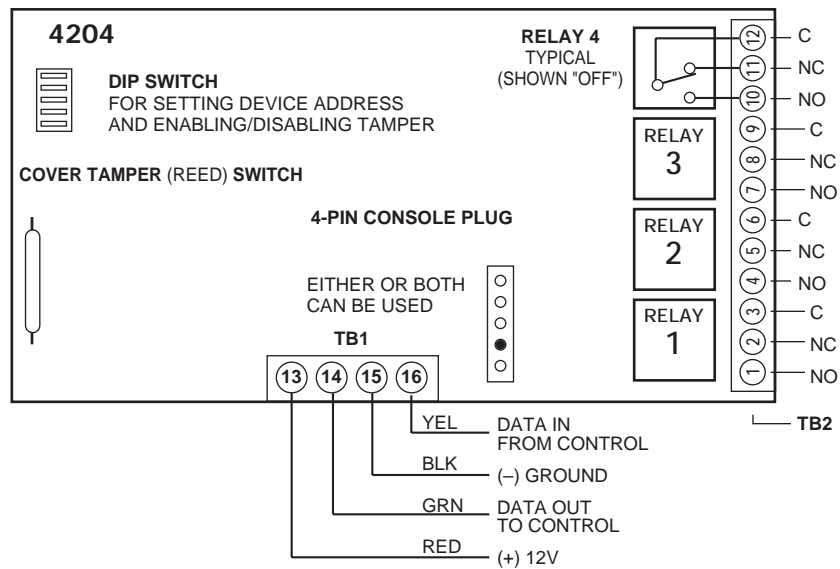 4204
DIP SWITCH
FOR SETTING DEVICE ADDRESS
AND ENABLING/DISABLING TAMPER
COVER TAMPER (REED) SWITCH
4-PIN CONSOLE PLUG
EITHER OR BOTH
CAN BE USED
RELAY 4
TYPICAL
(SHOWN "OFF")
RELAY
3
RELAY
2
RELAY
1
12 C
11 NC
10 NO
9 C
8 NC
7 NO
6 C
5 NC
4 NO
3 C
2 NC
1 NO
TB2
TB1
13 14 15 16
YEL DATA IN
FROM CONTROL
BLK (–) GROUND
GRN DATA OUT
TO CONTROL
RED (+) 12V